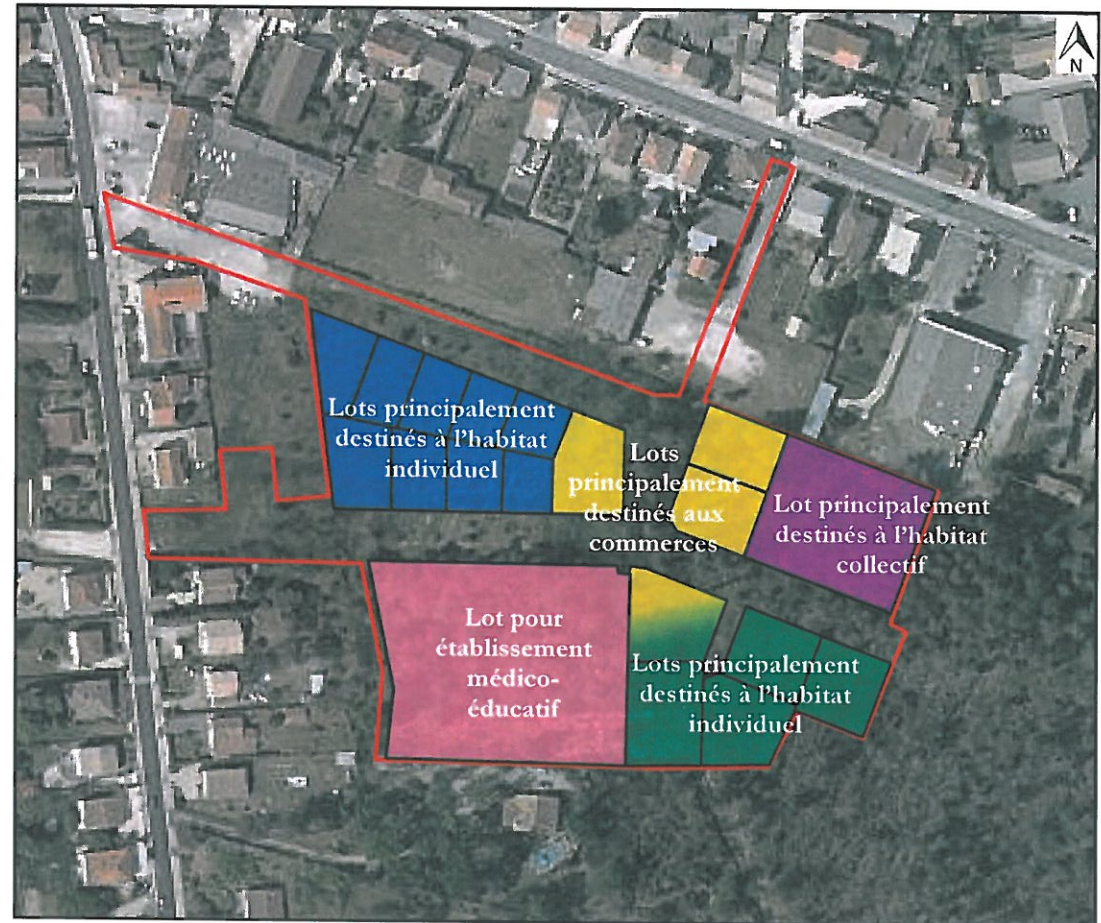 N
Lots principalement
destinés à l'habitat
individuel
Lots
principalement
destinés aux
commerces
Lot principalement
destinés à l'habitat
collectif
Lot pour
établissement
médico-
éducatif
Lots principalement
destinés à l'habitat
individuel